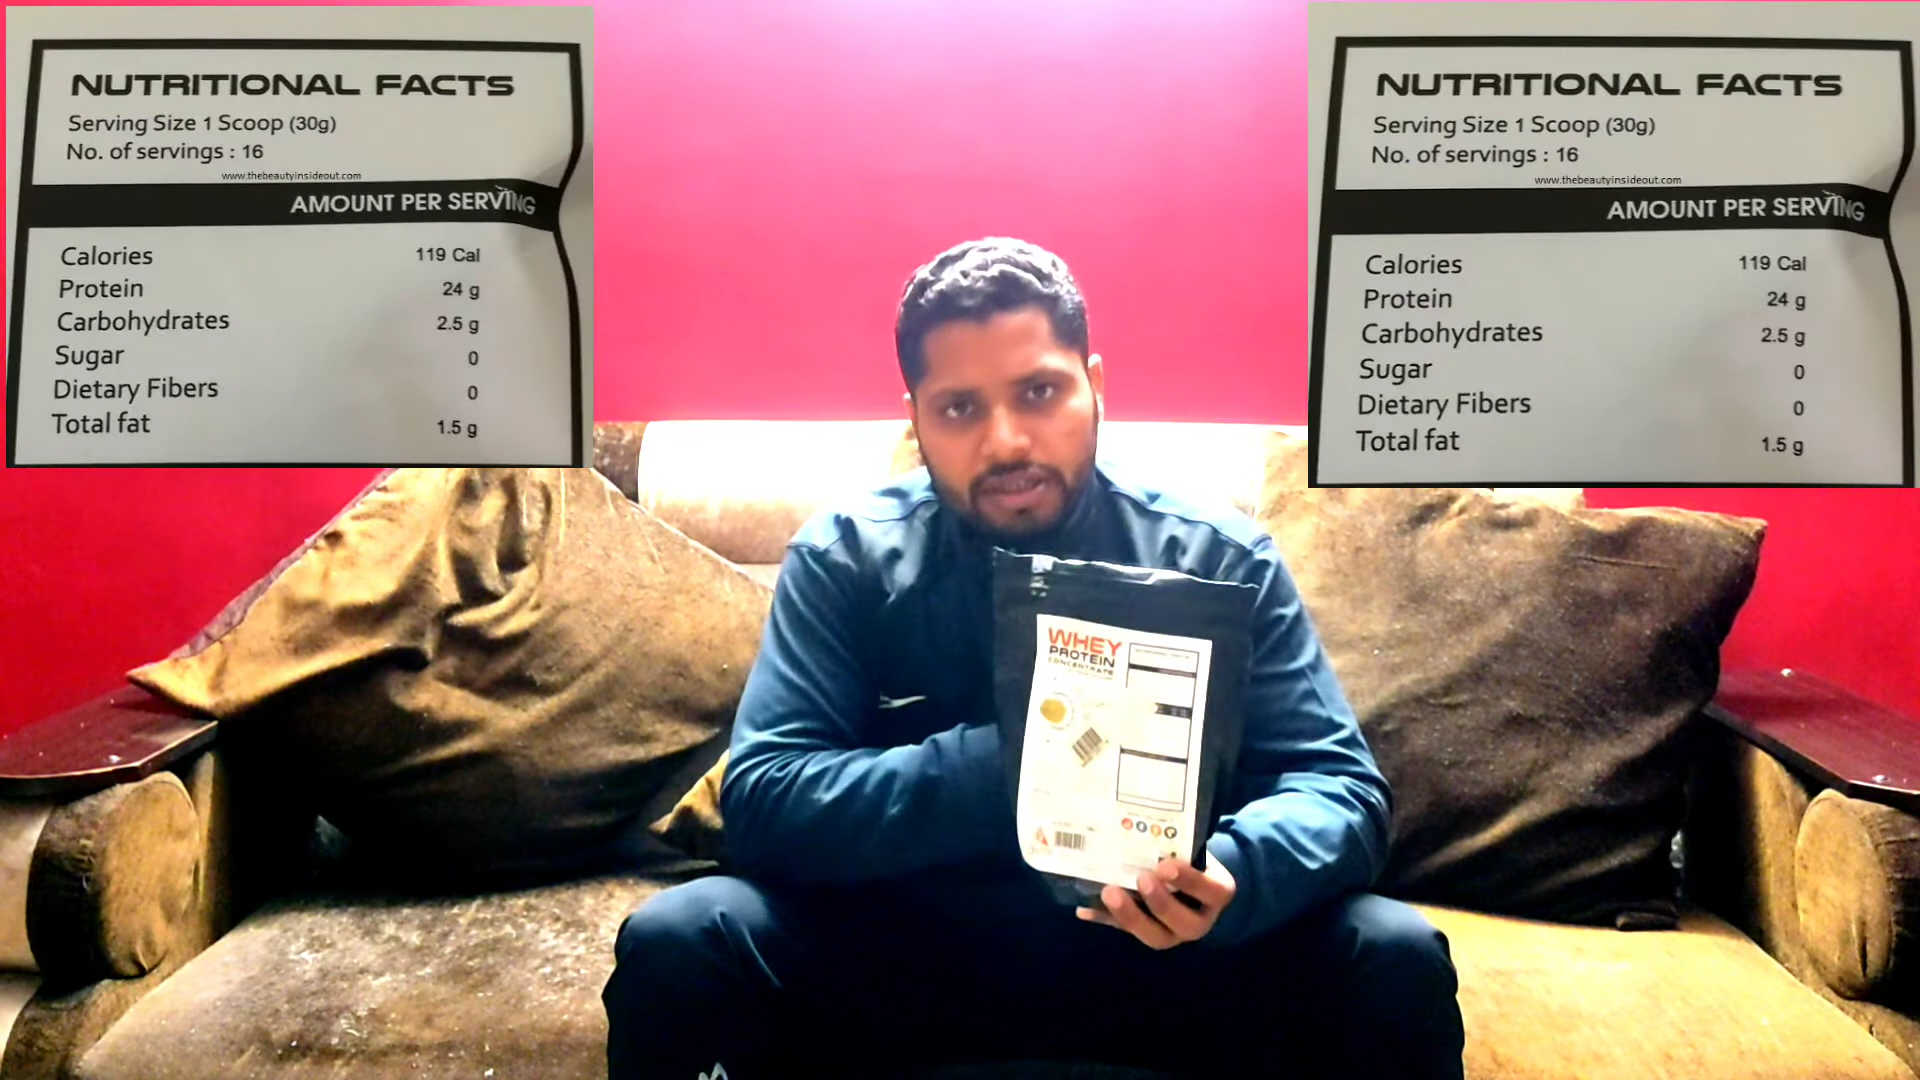 NUTRITIONAL FACTS
Serving Size 1 Scoop (30g)
No. of servings : 16
www.thebeautyinsideout.com
AMOUNT PER SERVING
Calories 119 Cal
Protein 24 g
Carbohydrates 2.5 g
Sugar 0
Dietary Fibers 0
Total fat 1.5 g
NUTRITIONAL FACTS
Serving Size 1 Scoop (30g)
No. of servings : 16
www.thebeautyinsideout.com
AMOUNT PER SERVING
Calories 119 Cal
Protein 24 g
Carbohydrates 2.5 g
Sugar 0
Dietary Fibers 0
Total fat 1.5 g
WHEY
PROTEIN
CONCENTRATE